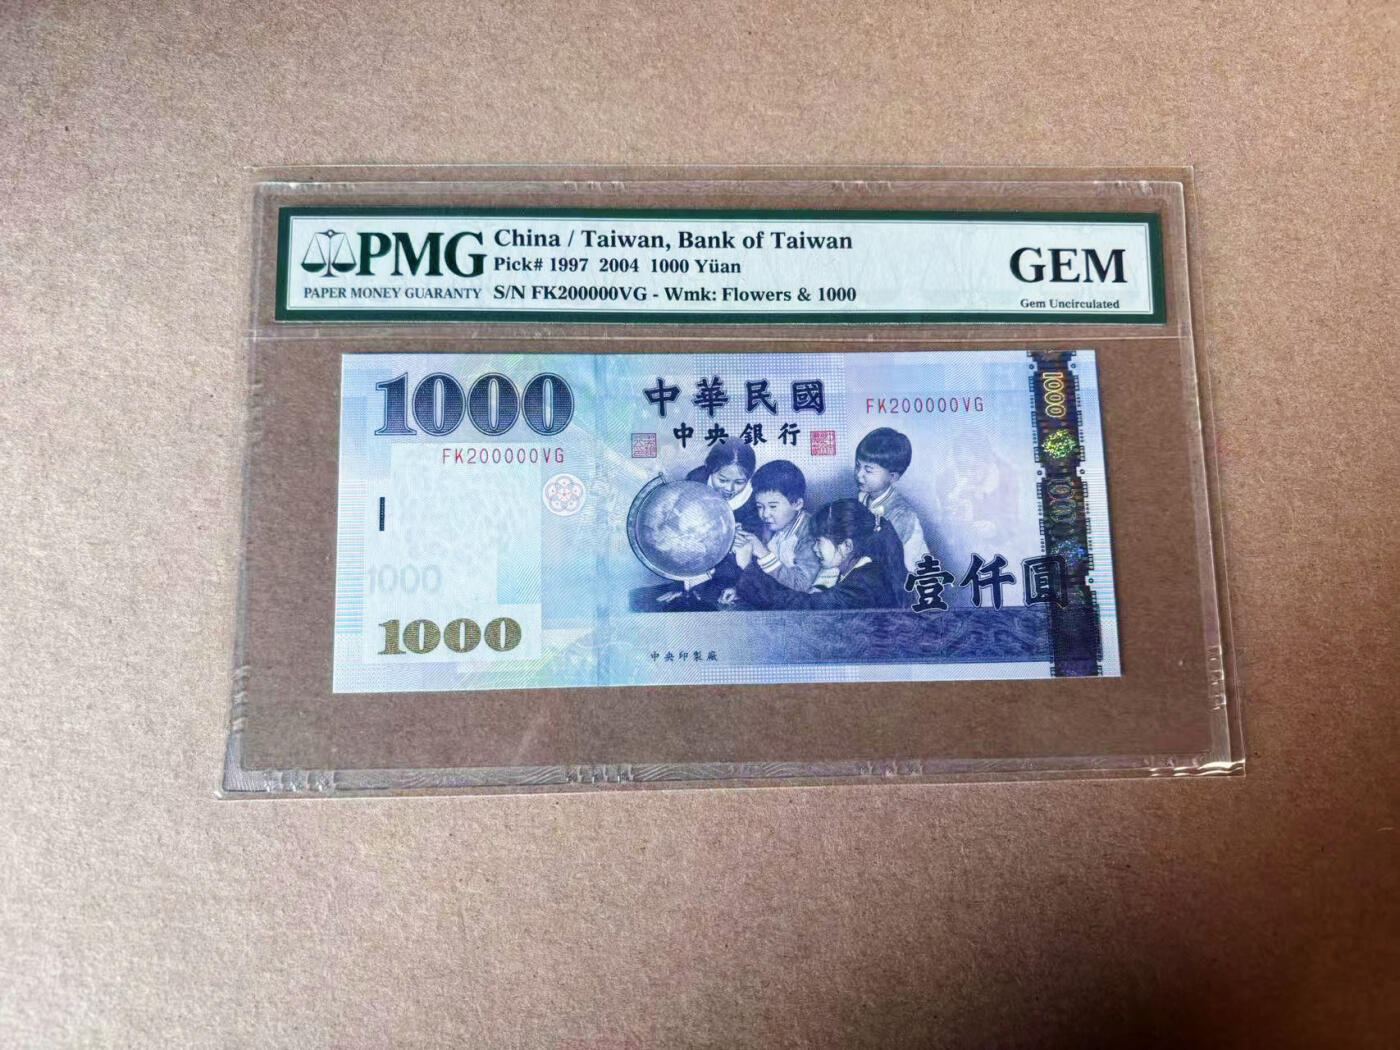 PMG
PAPER MONEY GUARANTY
China / Taiwan, Bank of Taiwan
Pick# 1997 2004 1000 Yüan
S/N FK200000VG - Wmk: Flowers & 1000
GEM
Gem Uncirculated
1000
中華民國
FK200000VG
中央銀行
FK200000VG
1000
壹仟圓
1000
1000
中央印製廠